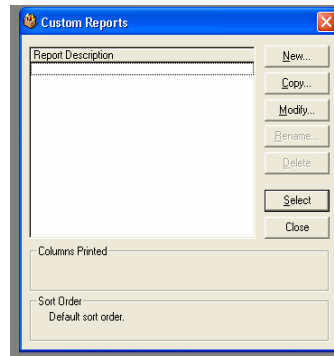 Custom Reports
Report Description
New...
Copy...
Modify...
Rename...
Delete
Select
Close
Columns Printed
Sort Order
Default sort order.